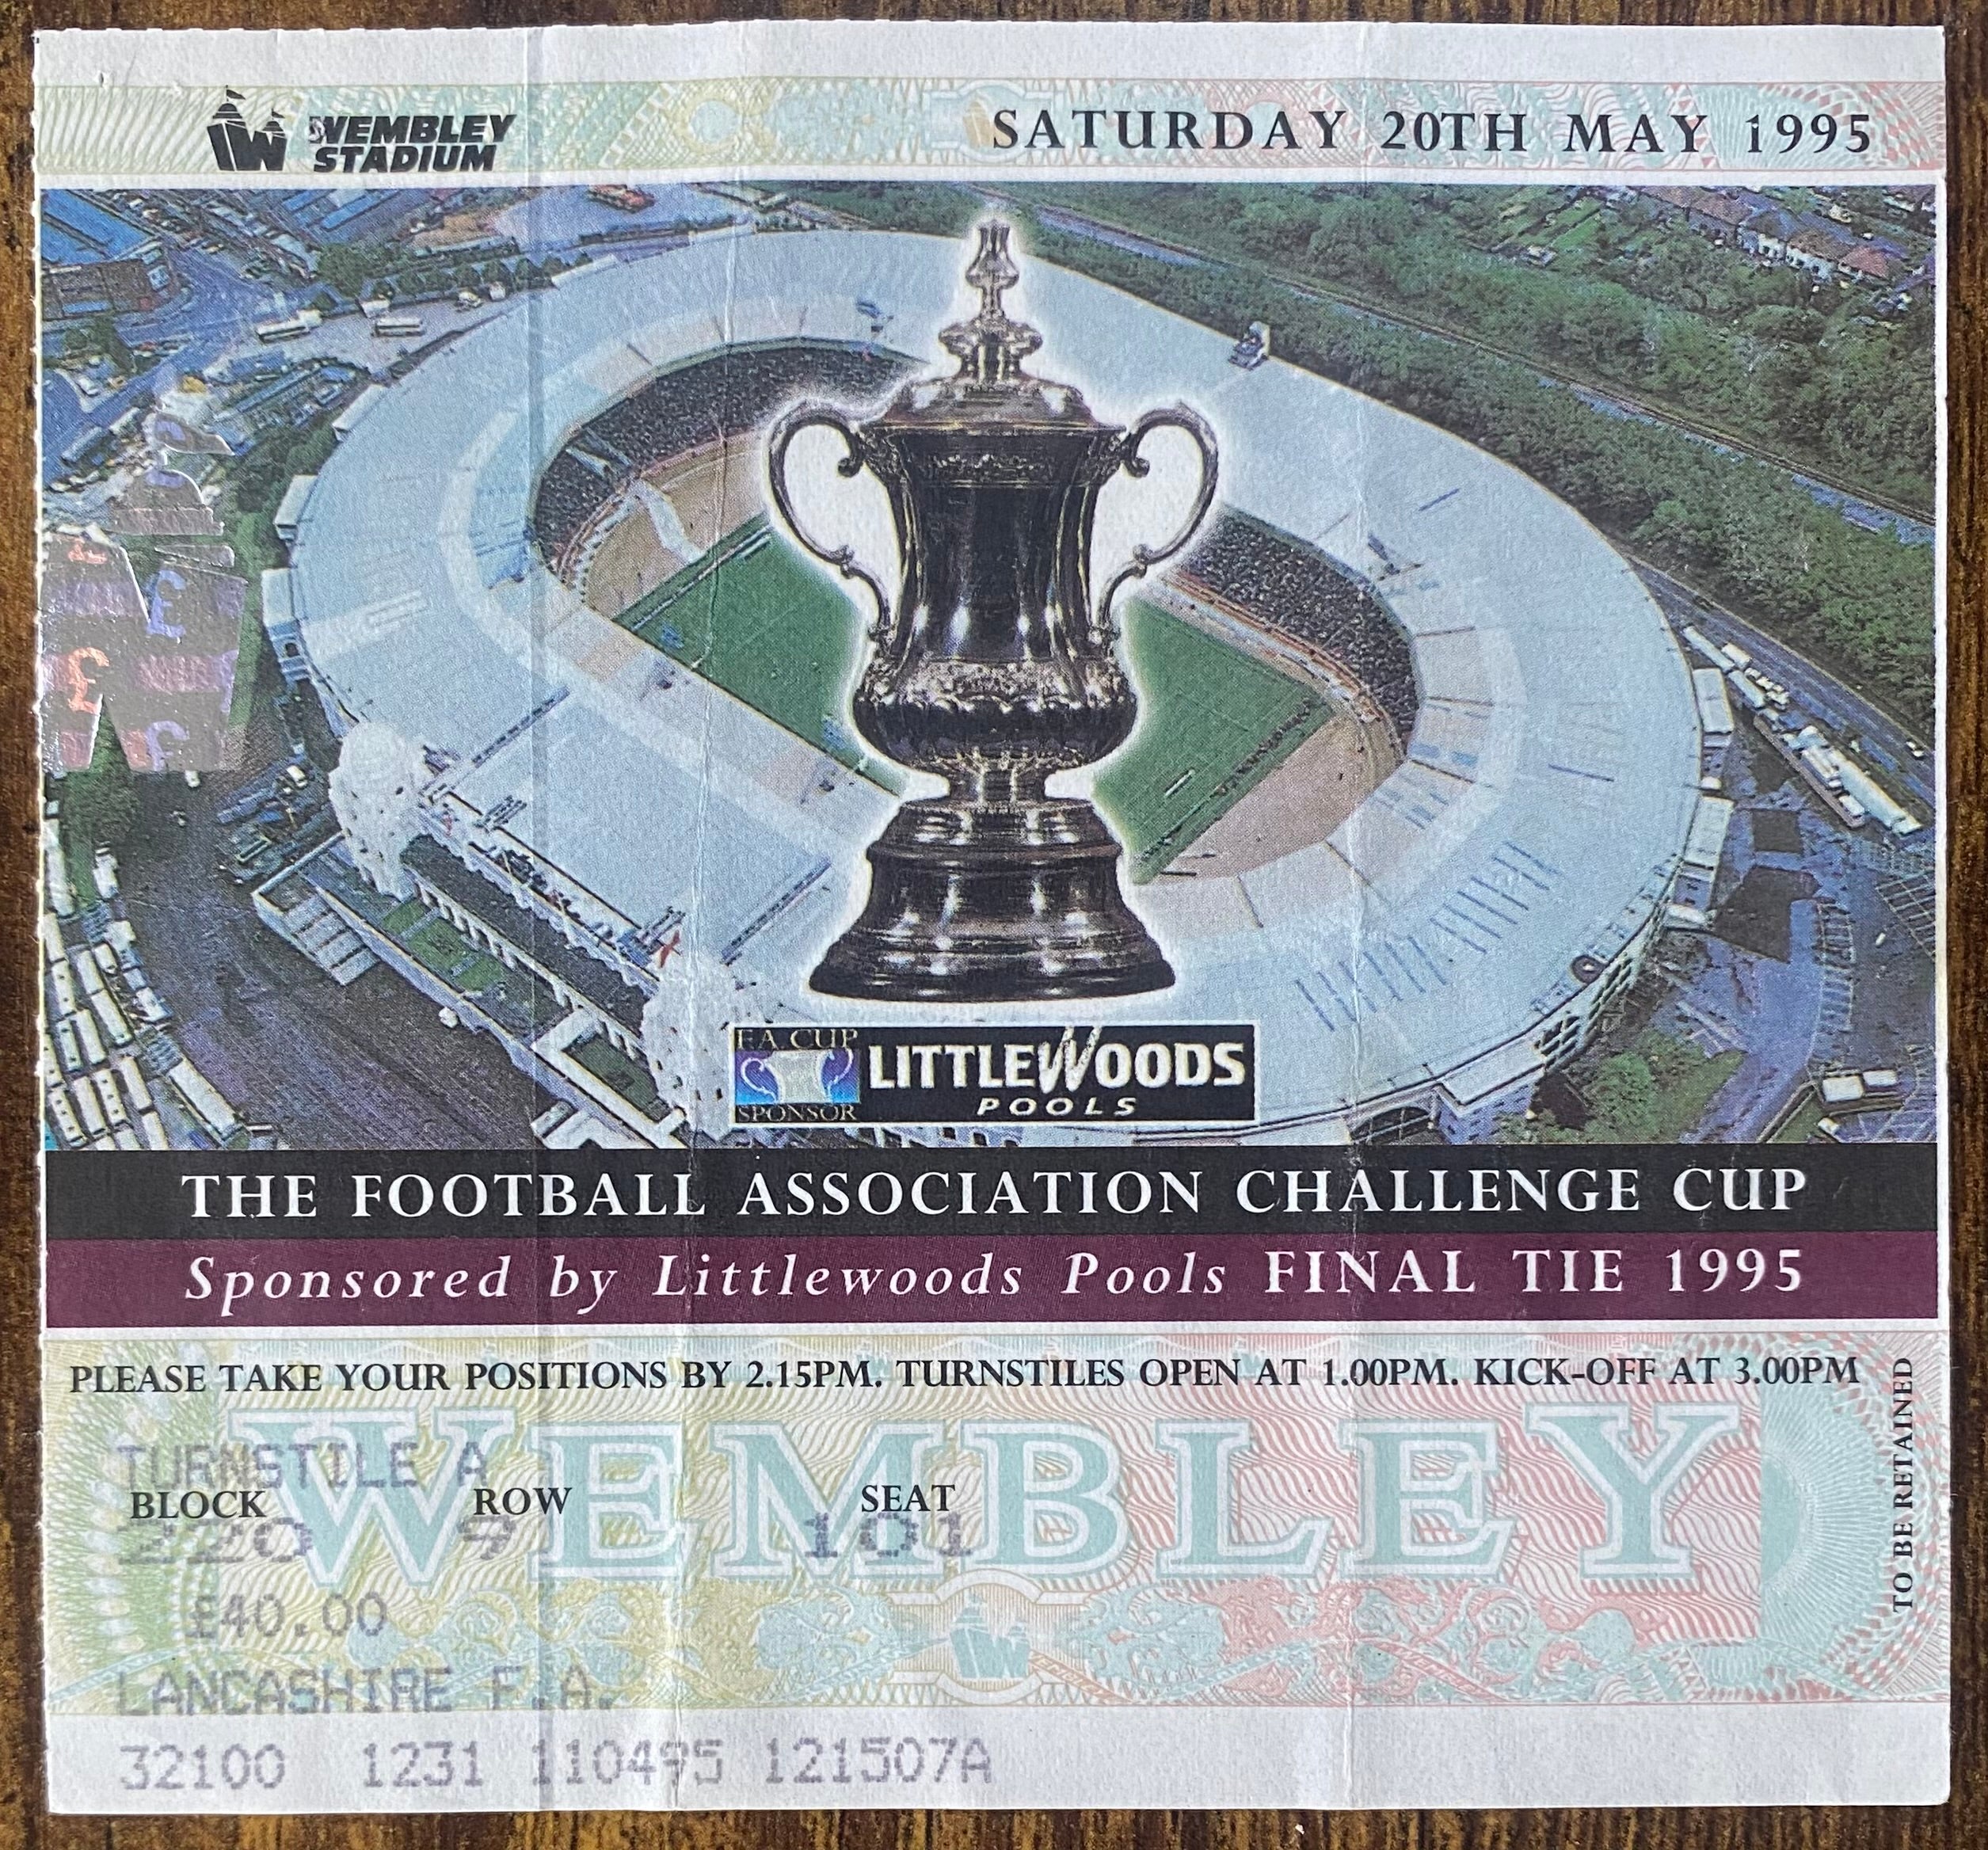 WEMBLEY
STADIUM
SATURDAY 20TH MAY 1995
£
£
£
F.A. CUP
SPONSOR
LITTLEWOODS
POOLS
THE FOOTBALL ASSOCIATION CHALLENGE CUP
Sponsored by Littlewoods Pools FINAL TIE 1995
PLEASE TAKE YOUR POSITIONS BY 2.15PM. TURNSTILES OPEN AT 1.00PM. KICK-OFF AT 3.00PM
WEMBLEY
TURNSTILE A
BLOCK ROW SEAT
220 9 101
£40.00
LANCASHIRE F.A.
32100 1231 110495 121507A
TO BE RETAINED